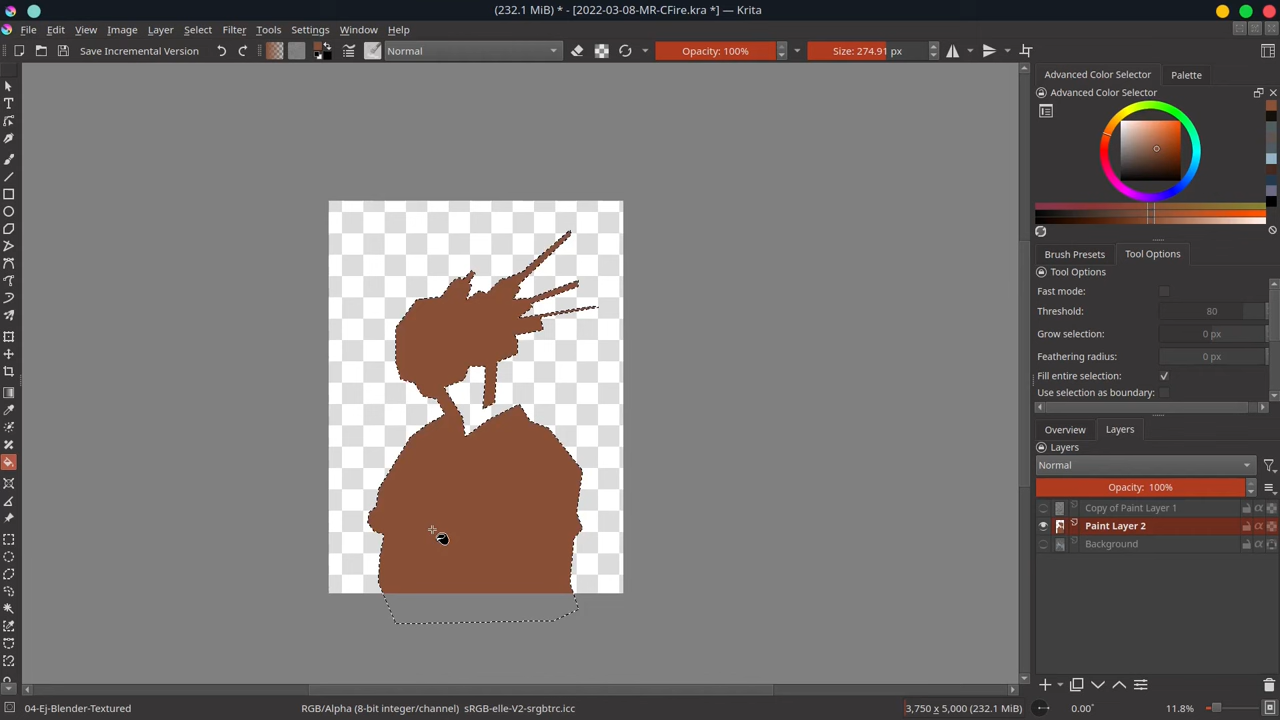 (232.1 MiB) * - [2022-03-08-MR-CFire.kra *] — Krita
File Edit View Image Layer Select Filter Tools Settings Window Help
Save Incremental Version Normal Opacity: 100% Size: 274.91 px
Advanced Color Selector Palette
Advanced Color Selector
Brush Presets Tool Options
Tool Options
Fast mode:
Threshold: 80
Grow selection: 0 px
Feathering radius: 0 px
Fill entire selection:
Use selection as boundary:
Overview Layers
Layers
Normal
Opacity: 100%
Copy of Paint Layer 1
Paint Layer 2
Background
04-Ej-Blender-Textured RGB/Alpha (8-bit integer/channel) sRGB-elle-V2-srgbtrc.icc 3,750 x 5,000 (232.1 MiB) 0.00° 11.8%